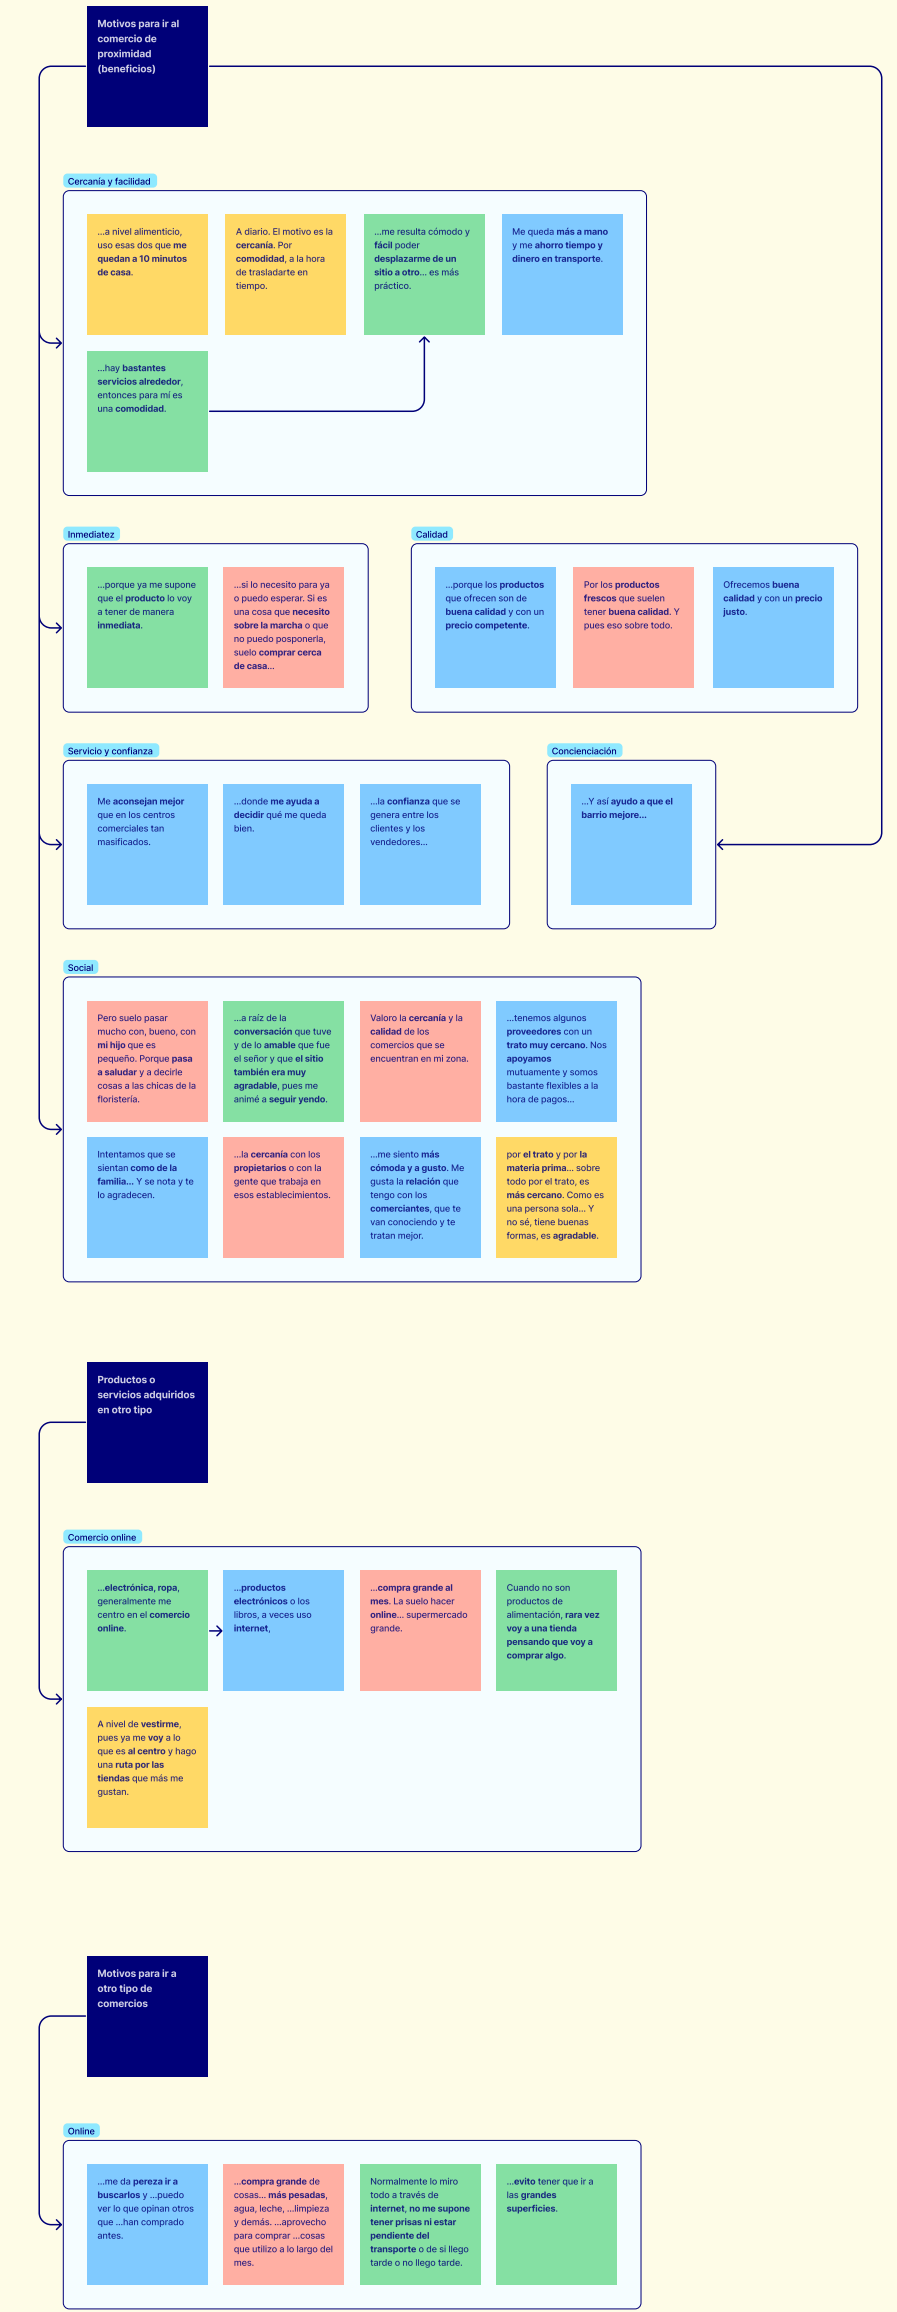 Motivos para ir al
comercio de
proximidad
(beneficios)
Cercanía y facilidad
...a nivel alimenticio,
uso esas dos que me
quedan a 10 minutos
de casa.
A diario. El motivo es la
cercanía. Por
comodidad, a la hora
de trasladarte en
tiempo.
...me resulta cómodo y
fácil poder
desplazarme de un
sitio a otro... es más
práctico.
Me queda más a mano
y me ahorro tiempo y
dinero en transporte.
...hay bastantes
servicios alrededor,
entonces para mí es
una comodidad.
Inmediatez
...porque ya me supone
que el producto lo voy
a tener de manera
inmediata.
...si lo necesito para ya
o puedo esperar. Si es
una cosa que necesito
sobre la marcha o que
no puedo posponerla,
suelo comprar cerca
de casa...
Calidad
...porque los productos
que ofrecen son de
buena calidad y con un
precio competente.
Por los productos
frescos que suelen
tener buena calidad. Y
pues eso sobre todo.
Ofrecemos buena
calidad y con un precio
justo.
Servicio y confianza
Me aconsejan mejor
que en los centros
comerciales tan
masificados.
...donde me ayuda a
decidir qué me queda
bien.
...la confianza que se
genera entre los
clientes y los
vendedores...
Concienciación
...Y así ayudo a que el
barrio mejore...
Social
Pero suelo pasar
mucho con, bueno, con
mi hijo que es
pequeño. Porque pasa
a saludar y a decirle
cosas a las chicas de la
floristería.
...a raíz de la
conversación que tuve
y de lo amable que fue
el señor y que el sitio
también era muy
agradable, pues me
animé a seguir yendo.
Valoro la cercanía y la
calidad de los
comercios que se
encuentran en mi zona.
...tenemos algunos
proveedores con un
trato muy cercano. Nos
apoyamos
mutuamente y somos
bastante flexibles a la
hora de pagos...
Intentamos que se
sientan como de la
familia... Y se nota y te
lo agradecen.
...la cercanía con los
propietarios o con la
gente que trabaja en
esos establecimientos.
...me siento más
cómoda y a gusto. Me
gusta la relación que
tengo con los
comerciantes, que te
van conociendo y te
tratan mejor.
por el trato y por la
materia prima... sobre
todo por el trato, es
más cercano. Como es
una persona sola... Y
no sé, tiene buenas
formas, es agradable.
Productos o
servicios adquiridos
en otro tipo
Comercio online
...electrónica, ropa,
generalmente me
centro en el comercio
online.
...productos
electrónicos o los
libros, a veces uso
internet,
...compra grande al
mes. La suelo hacer
online... supermercado
grande.
Cuando no son
productos de
alimentación, rara vez
voy a una tienda
pensando que voy a
comprar algo.
A nivel de vestirme,
pues ya me voy a lo
que es al centro y hago
una ruta por las
tiendas que más me
gustan.
Motivos para ir a
otro tipo de
comercios
Online
...me da pereza ir a
buscarlos y ...puedo
ver lo que opinan otros
que ...han comprado
antes.
...compra grande de
cosas... más pesadas,
agua, leche, ...limpieza
y demás. ...aprovecho
para comprar ...cosas
que utilizo a lo largo del
mes.
Normalmente lo miro
todo a través de
internet, no me supone
tener prisas ni estar
pendiente del
transporte o de si llego
tarde o no llego tarde.
...evito tener que ir a
las grandes
superficies.